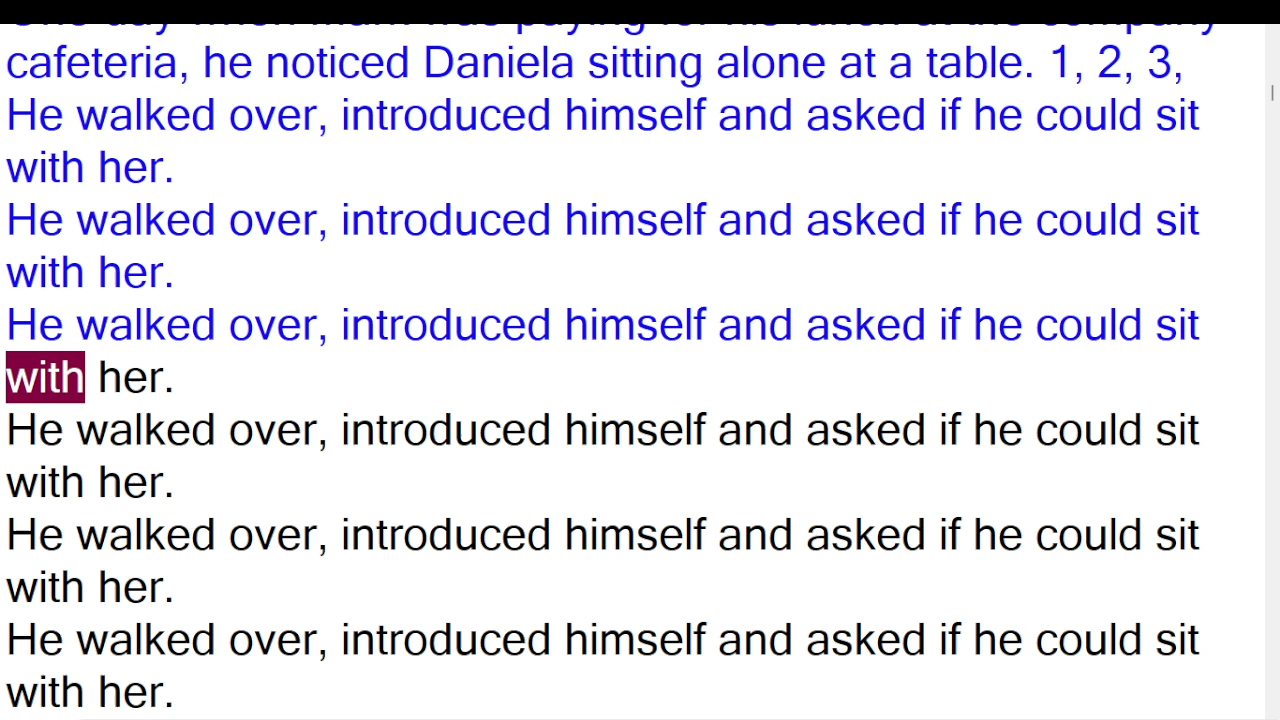 cafeteria, he noticed Daniela sitting alone at a table. 1, 2, 3,
He walked over, introduced himself and asked if he could sit
with her.
He walked over, introduced himself and asked if he could sit
with her.
He walked over, introduced himself and asked if he could sit
with her.
He walked over, introduced himself and asked if he could sit
with her.
He walked over, introduced himself and asked if he could sit
with her.
He walked over, introduced himself and asked if he could sit
with her.